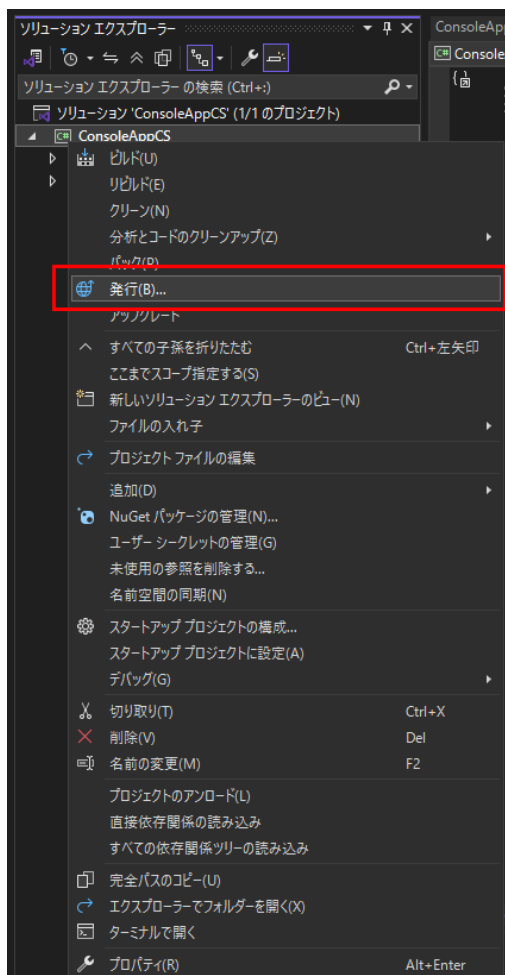 ソリューション エクスプローラー
ConsoleAp
Console
ソリューション エクスプローラー の検索 (Ctrl+:)
ソリューション 'ConsoleAppCS' (1/1 のプロジェクト)
C# ConsoleAppCS
ビルド(U)
リビルド(E)
クリーン(N)
分析とコードのクリーンアップ(Z)
パック(P)
発行(B)...
アップグレード
すべての子孫を折りたたむ Ctrl+左矢印
ここまでスコープ指定する(S)
新しいソリューション エクスプローラーのビュー(N)
ファイルの入れ子
プロジェクト ファイルの編集
追加(D)
NuGet パッケージの管理(N)...
ユーザー シークレットの管理(G)
未使用の参照を削除する...
名前空間の同期(N)
スタートアップ プロジェクトの構成...
スタートアップ プロジェクトに設定(A)
デバッグ(G)
切り取り(T) Ctrl+X
削除(V) Del
名前の変更(M) F2
プロジェクトのアンロード(L)
直接依存関係の読み込み
すべての依存関係ツリーの読み込み
完全パスのコピー(U)
エクスプローラーでフォルダーを開く(X)
ターミナルで開く
プロパティ(R) Alt+Enter